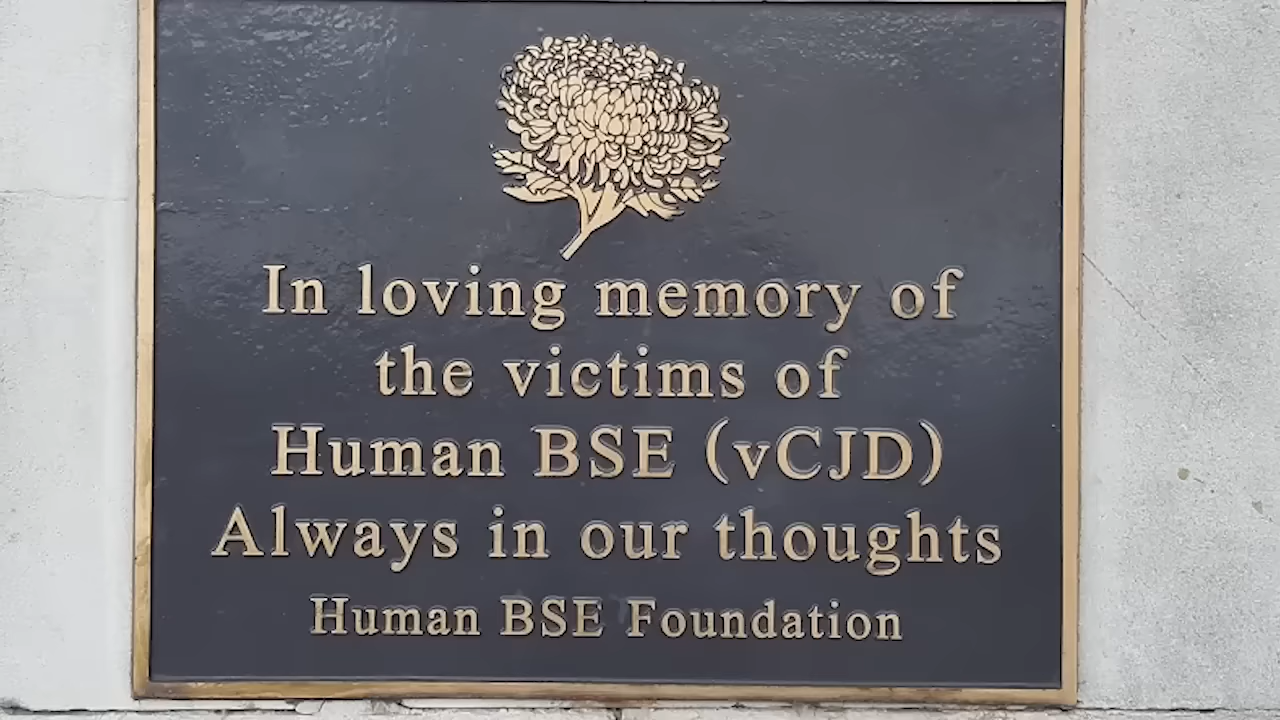 In loving memory of
the victims of
Human BSE (vCJD)
Always in our thoughts
Human BSE Foundation